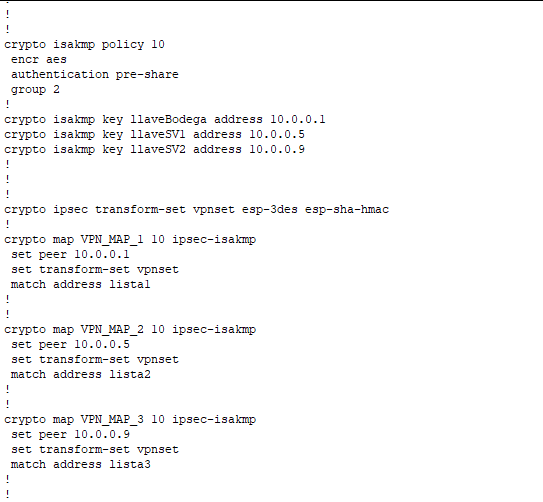 !
!
!
crypto isakmp policy 10
 encr aes
 authentication pre-share
 group 2
!
crypto isakmp key llaveBodega address 10.0.0.1
crypto isakmp key llaveSV1 address 10.0.0.5
crypto isakmp key llaveSV2 address 10.0.0.9
!
!
!
crypto ipsec transform-set vpnset esp-3des esp-sha-hmac
!
crypto map VPN_MAP_1 10 ipsec-isakmp
 set peer 10.0.0.1
 set transform-set vpnset
 match address lista1
!
!
crypto map VPN_MAP_2 10 ipsec-isakmp
 set peer 10.0.0.5
 set transform-set vpnset
 match address lista2
!
!
crypto map VPN_MAP_3 10 ipsec-isakmp
 set peer 10.0.0.9
 set transform-set vpnset
 match address lista3
!
!